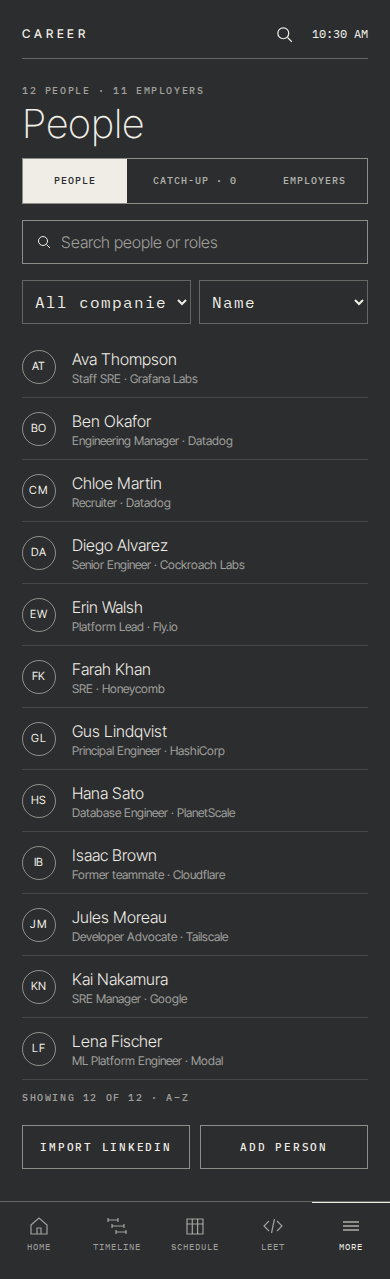 CAREER
10:30 AM
12 PEOPLE · 11 EMPLOYERS
People
PEOPLE
CATCH-UP · 0
EMPLOYERS
Search people or roles
All companie
Name
AT
Ava Thompson
Staff SRE · Grafana Labs
BO
Ben Okafor
Engineering Manager · Datadog
CM
Chloe Martin
Recruiter · Datadog
DA
Diego Alvarez
Senior Engineer · Cockroach Labs
EW
Erin Walsh
Platform Lead · Fly.io
FK
Farah Khan
SRE · Honeycomb
GL
Gus Lindqvist
Principal Engineer · HashiCorp
HS
Hana Sato
Database Engineer · PlanetScale
IB
Isaac Brown
Former teammate · Cloudflare
JM
Jules Moreau
Developer Advocate · Tailscale
KN
Kai Nakamura
SRE Manager · Google
LF
Lena Fischer
ML Platform Engineer · Modal
SHOWING 12 OF 12 · A–Z
IMPORT LINKEDIN
ADD PERSON
HOME
TIMELINE
SCHEDULE
LEET
MORE